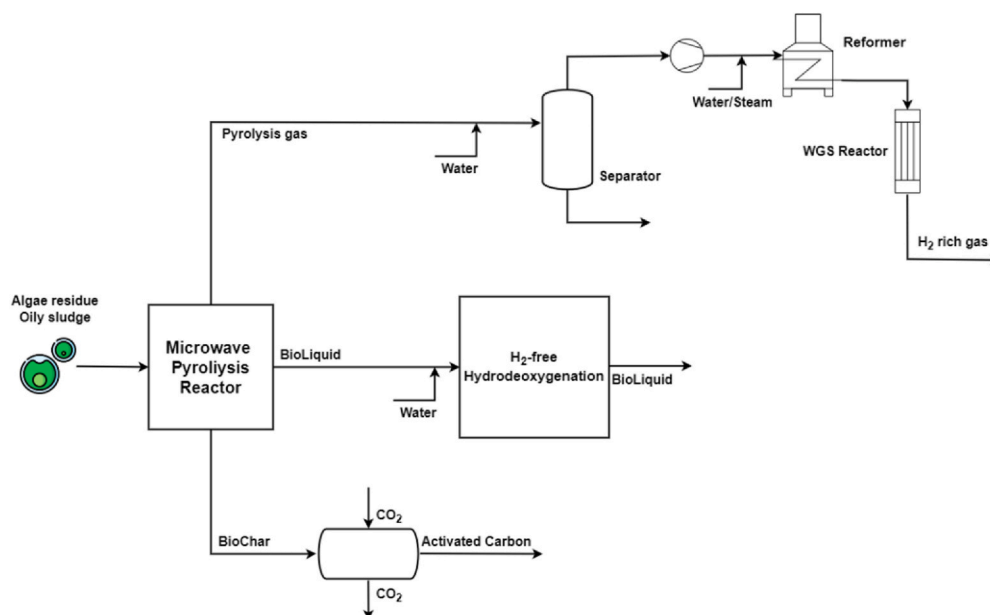 Reformer
Water/Steam
Pyrolysis gas
WGS Reactor
Water
Separator
H₂ rich gas
Algae residue
Oily sludge
Microwave
Pyroliysis
Reactor
BioLiquid
H₂-free
Hydrodeoxygenation
BioLiquid
Water
CO₂
BioChar
Activated Carbon
CO₂